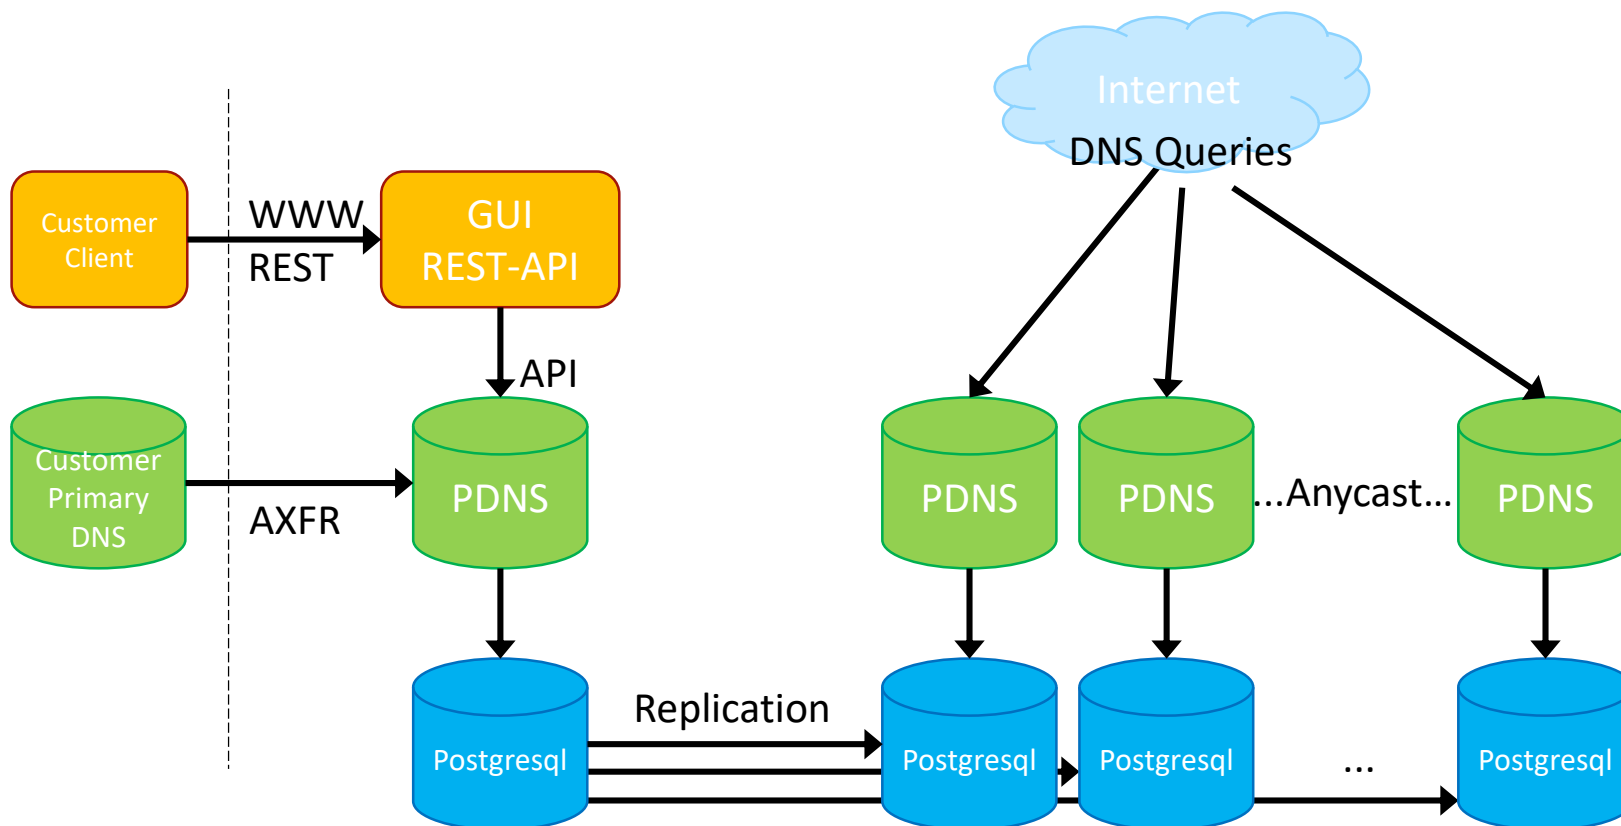 Internet
DNS Queries
Customer
Client
WWW
REST
GUI
REST-API
API
Customer
Primary
DNS
AXFR
PDNS
PDNS
PDNS
...Anycast...
PDNS
Replication
Postgresql
Postgresql
Postgresql
...
Postgresql